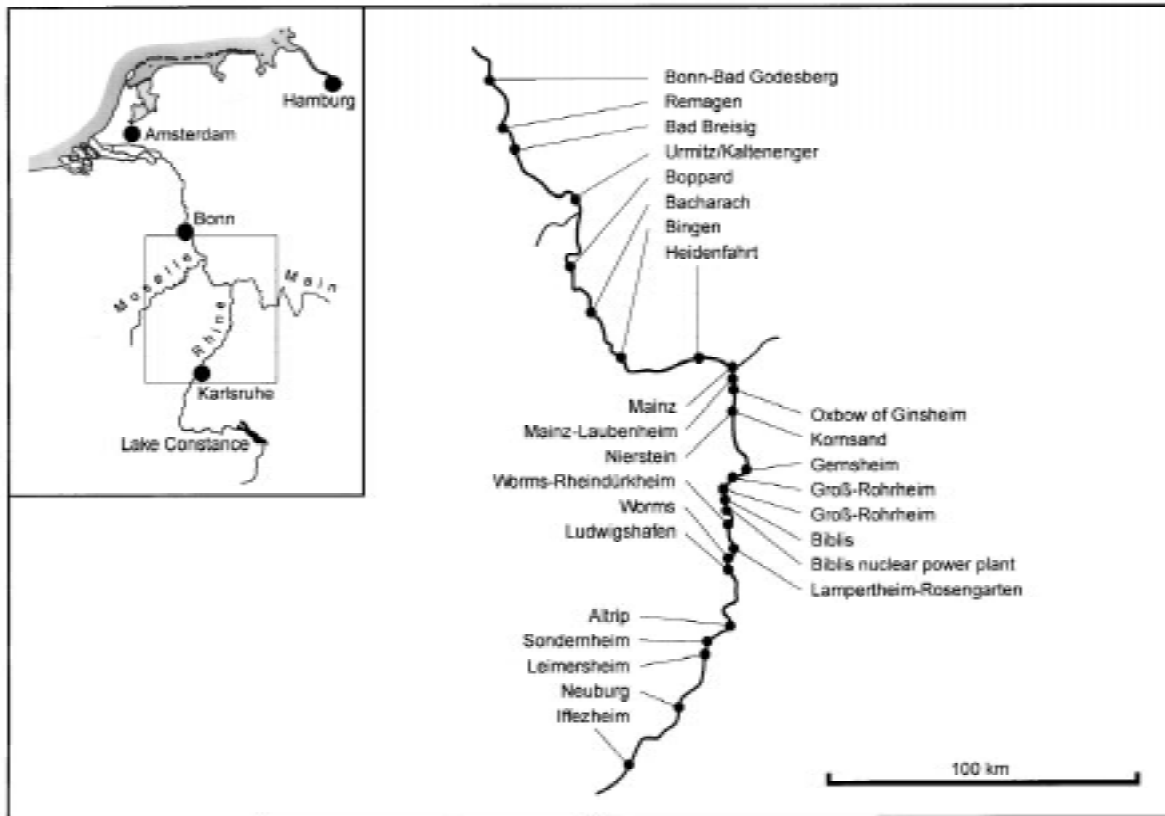 Hamburg
Amsterdam
Bonn
Moselle
Main
Rhine
Karlsruhe
Lake Constance
Bonn-Bad Godesberg
Remagen
Bad Breisig
Urmitz/Kaltenenger
Boppard
Bacharach
Bingen
Heidenfahrt
Mainz
Mainz-Laubenheim
Nierstein
Worms-Rheindürkheim
Worms
Ludwigshafen
Oxbow of Ginsheim
Kornsand
Gernsheim
Groß-Rohrheim
Groß-Rohrheim
Biblis
Biblis nuclear power plant
Lampertheim-Rosengarten
Altrip
Sondernheim
Leimersheim
Neuburg
Iffezheim
100 km